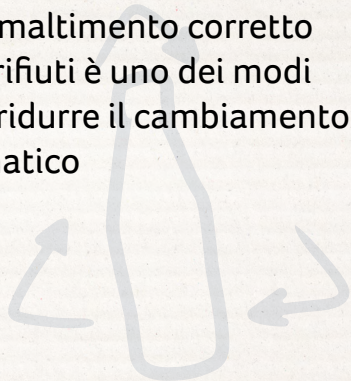 maltimento corretto
rifiuti è uno dei modi
ridurre il cambiamento
atico